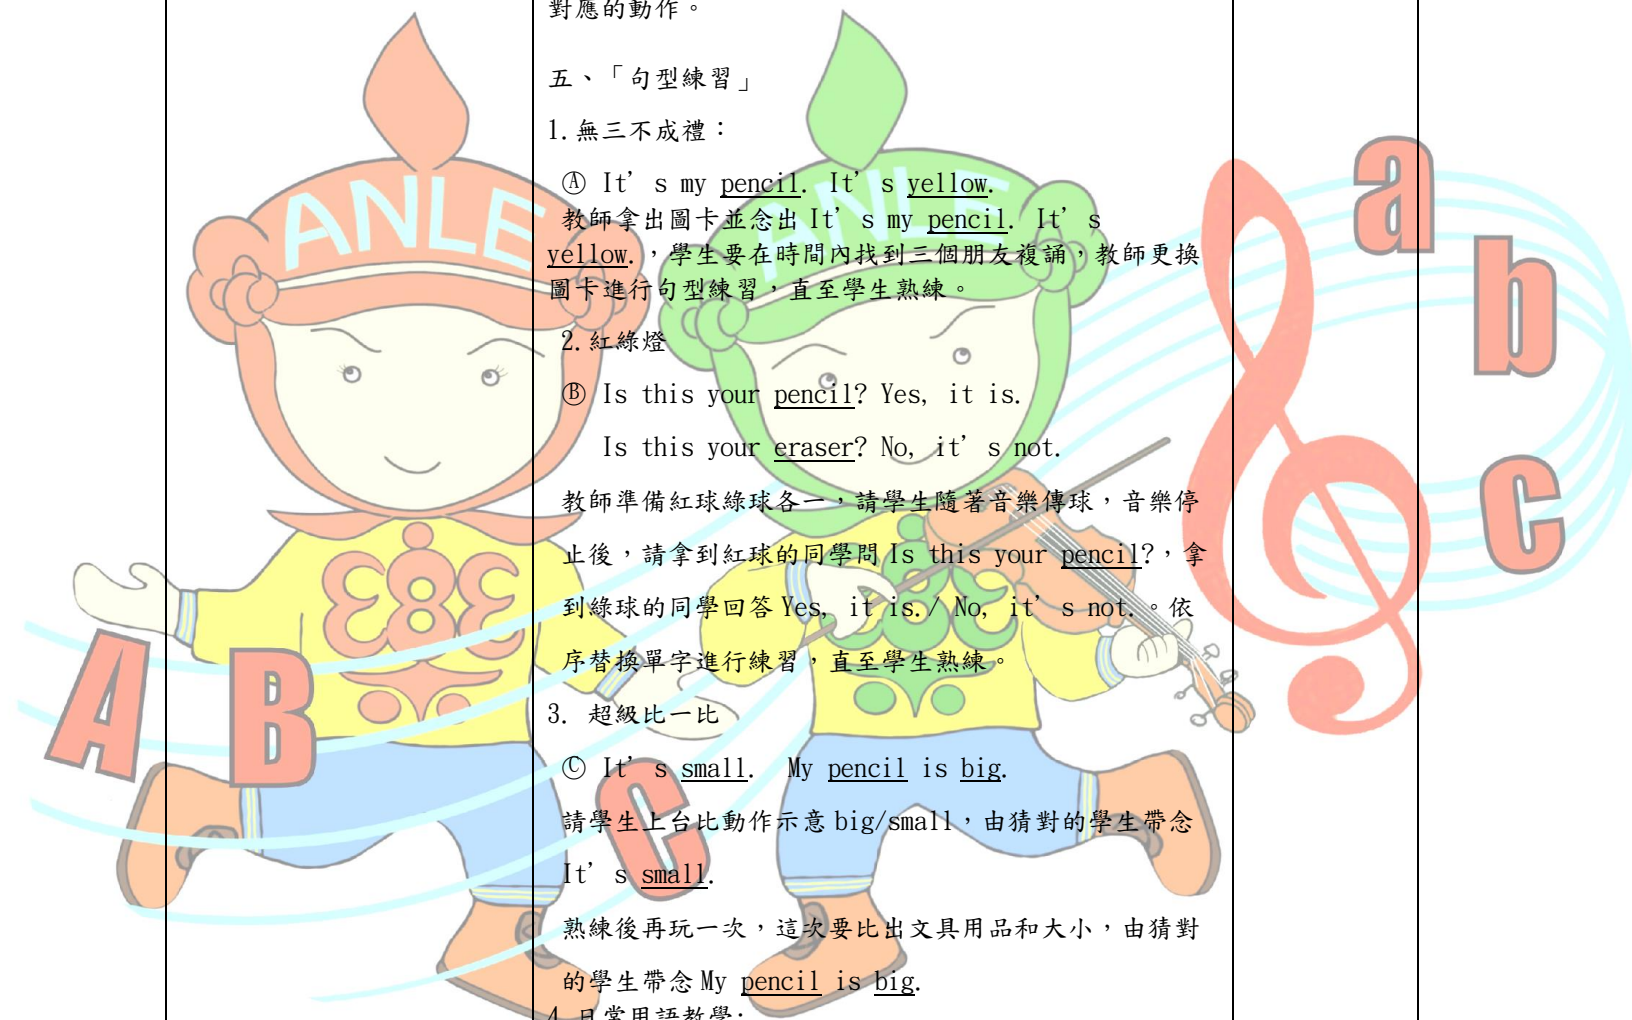 對應的動作。
五、「句型練習」
1.無三不成禮：
Ⓐ It’s my pencil. It’s yellow.
教師拿出圖卡並念出 It’s my pencil. It’s
yellow.，學生要在時間內找到三個朋友複誦，教師更換
圖卡進行句型練習，直至學生熟練。
2.紅綠燈
Ⓑ Is this your pencil? Yes, it is.
Is this your eraser? No, it’s not.
教師準備紅球綠球各一，請學生隨著音樂傳球，音樂停
止後，請拿到紅球的同學問 Is this your pencil?，拿
到綠球的同學回答 Yes, it is./ No, it’s not.。依
序替換單字進行練習，直至學生熟練。
3. 超級比一比
Ⓒ It’s small. My pencil is big.
請學生上台比動作示意 big/small，由猜對的學生帶念
It’s small.
熟練後再玩一次，這次要比出文具用品和大小，由猜對
的學生帶念 My pencil is big.
4.日常用語教學:
ANLE
ANLE
a
b
c
A
B
C